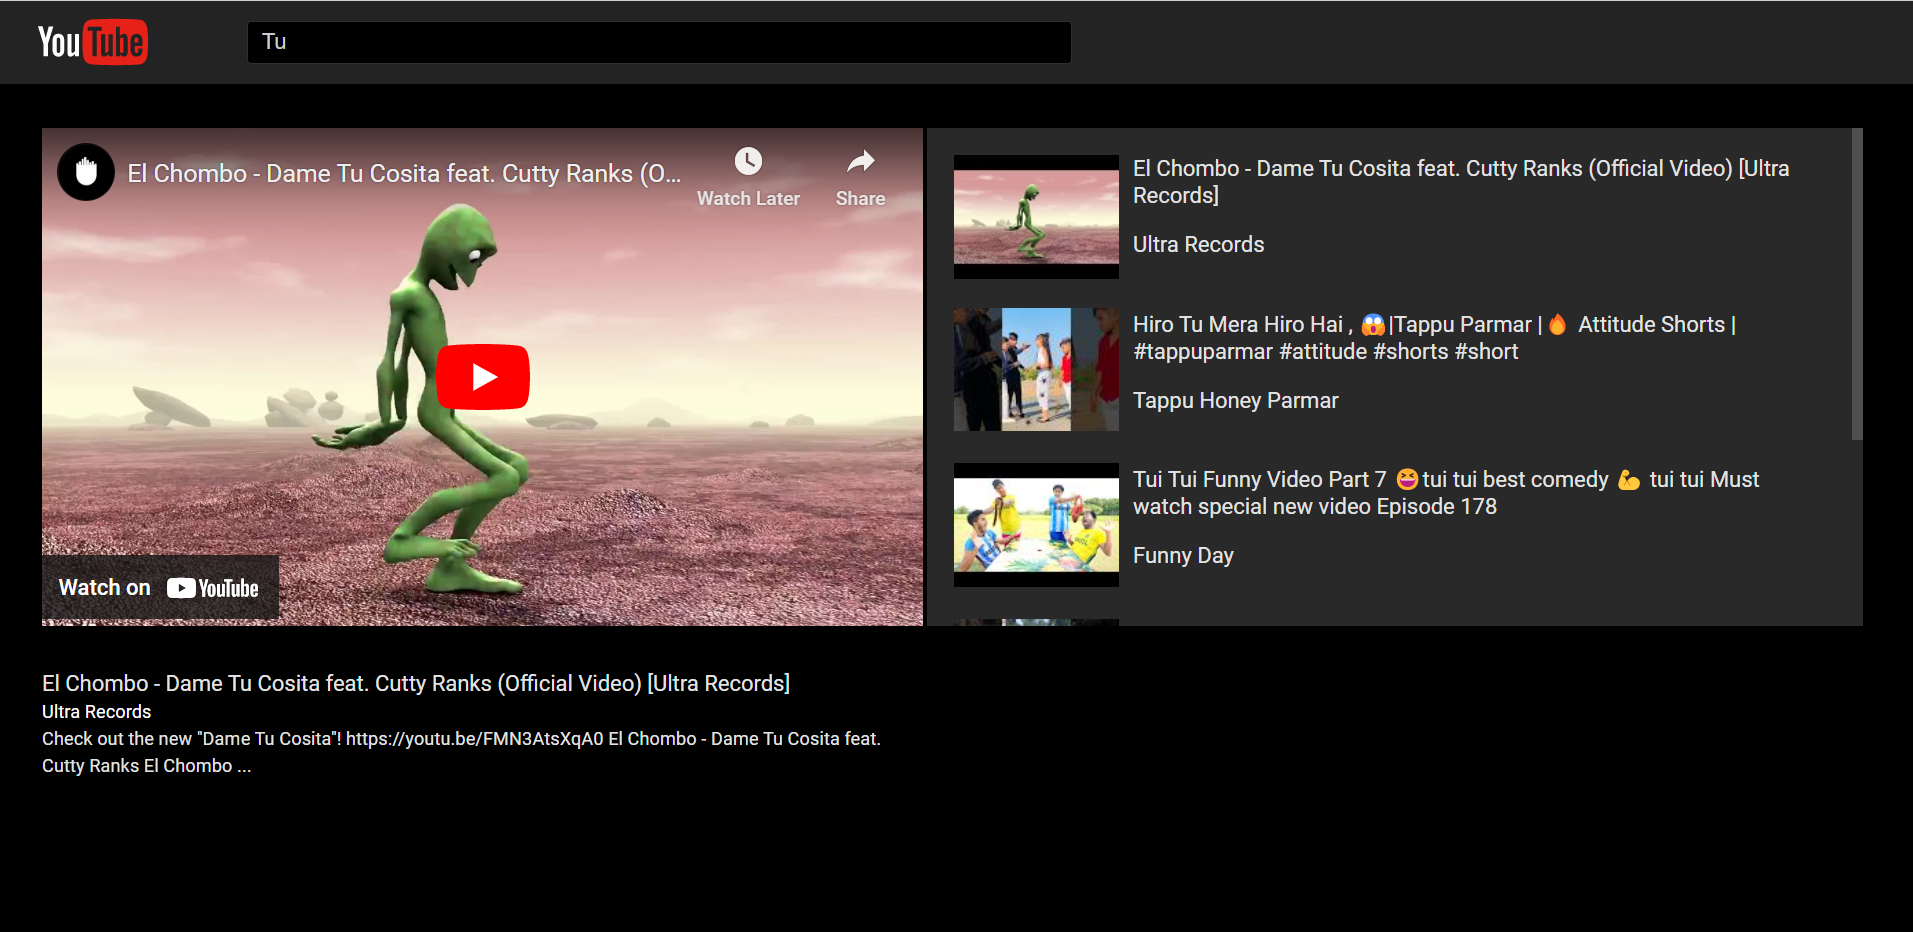 YouTube
Tu
El Chombo - Dame Tu Cosita feat. Cutty Ranks (O...
Watch Later
Share
Watch on YouTube
El Chombo - Dame Tu Cosita feat. Cutty Ranks (Official Video) [Ultra
Records]
Ultra Records
Hiro Tu Mera Hiro Hai , 😱|Tappu Parmar |🔥 Attitude Shorts |
#tappuparmar #attitude #shorts #short
Tappu Honey Parmar
Tui Tui Funny Video Part 7 😆tui tui best comedy 💪 tui tui Must
watch special new video Episode 178
Funny Day
El Chombo - Dame Tu Cosita feat. Cutty Ranks (Official Video) [Ultra Records]
Ultra Records
Check out the new "Dame Tu Cosita"! https://youtu.be/FMN3AtsXqA0 El Chombo - Dame Tu Cosita feat.
Cutty Ranks El Chombo ...